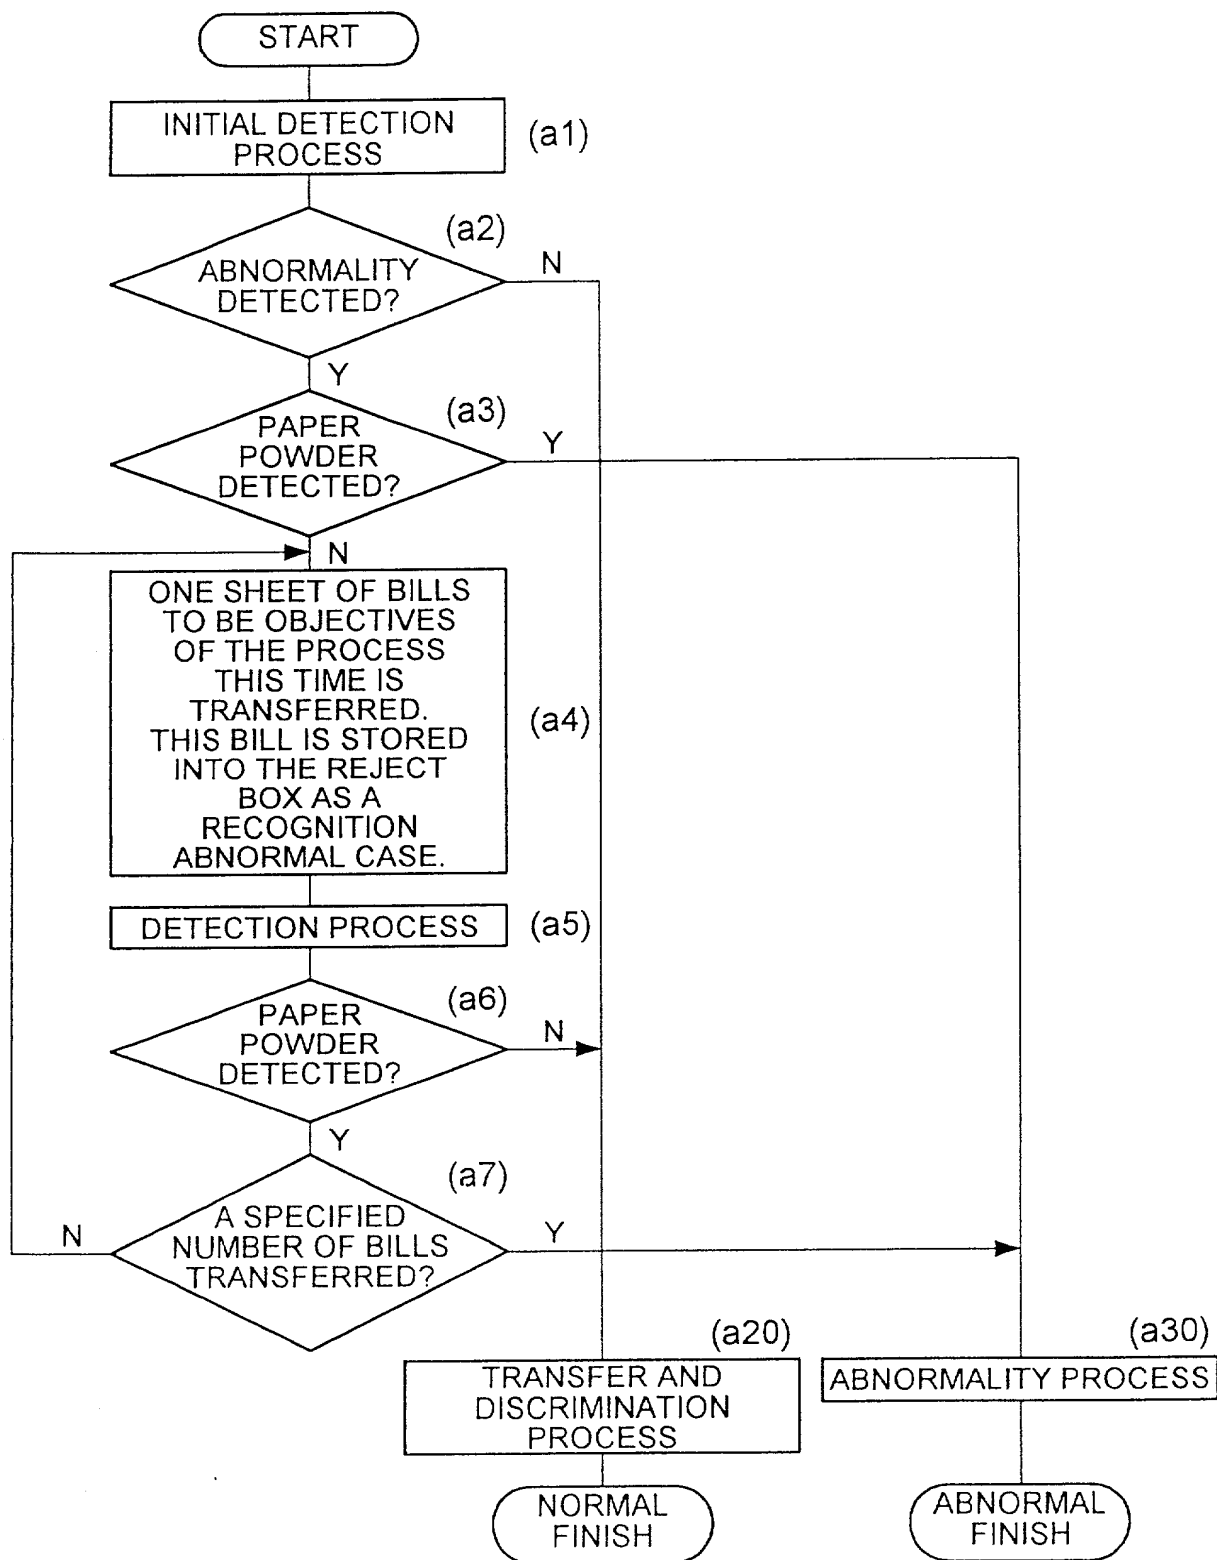 START
INITIAL DETECTION
PROCESS
(a1)
(a2)
ABNORMALITY
DETECTED?
N
Y
(a3)
PAPER
POWDER
DETECTED?
Y
N
ONE SHEET OF BILLS
TO BE OBJECTIVES
OF THE PROCESS
THIS TIME IS
TRANSFERRED.
THIS BILL IS STORED
INTO THE REJECT
BOX AS A
RECOGNITION
ABNORMAL CASE.
(a4)
DETECTION PROCESS
(a5)
(a6)
PAPER
POWDER
DETECTED?
N
Y
(a7)
A SPECIFIED
NUMBER OF BILLS
TRANSFERRED?
N
Y
(a20)
TRANSFER AND
DISCRIMINATION
PROCESS
(a30)
ABNORMALITY PROCESS
NORMAL
FINISH
ABNORMAL
FINISH